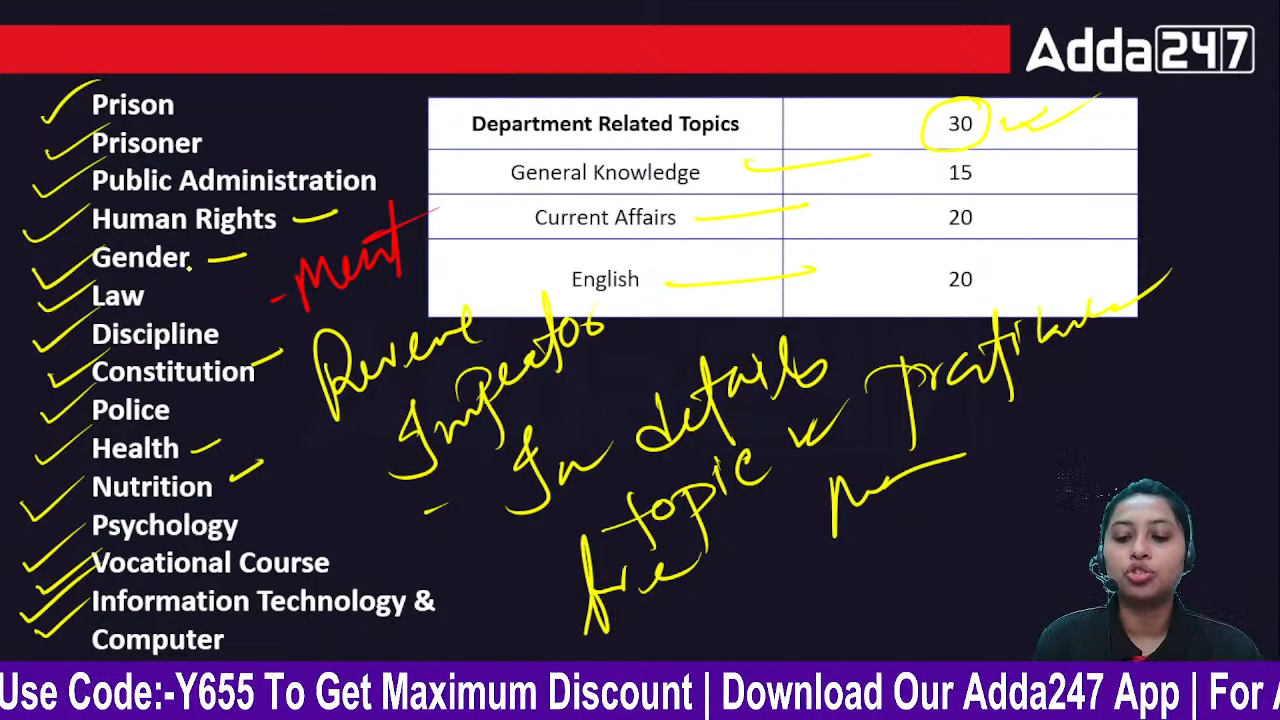 Adda247
Prison
Prisoner
Public Administration
Human Rights
Gender
Law
Discipline
Constitution
Police
Health
Nutrition
Psychology
Vocational Course
Information Technology &
Computer
Department Related Topics 30
General Knowledge 15
Current Affairs 20
English 20
- Merit
In details
topic
Use Code:-Y655 To Get Maximum Discount | Download Our Adda247 App | For